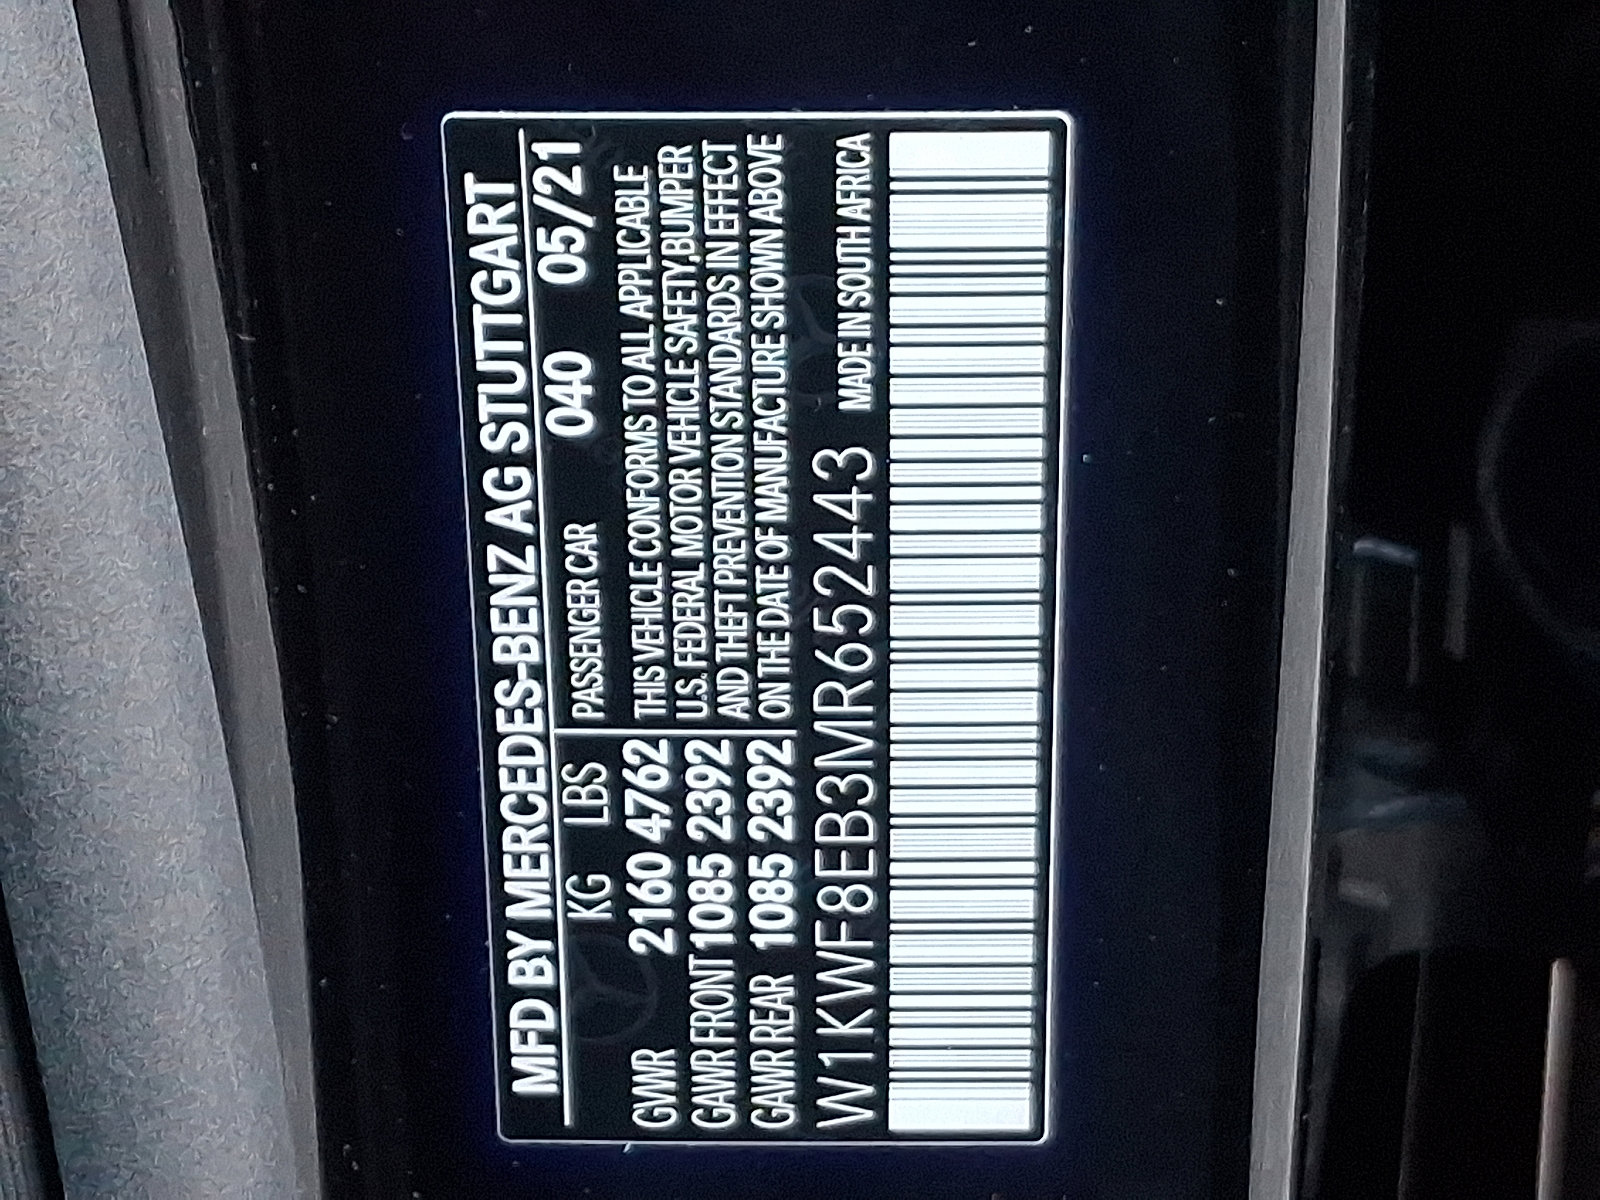 MFD BY MERCEDES-BENZ AG STUTTGART
KG LBS PASSENGER CAR 040 05/21
GVWR 2160 4762 THIS VEHICLE CONFORMS TO ALL APPLICABLE
GAWR FRONT 1085 2392 U.S. FEDERAL MOTOR VEHICLE SAFETY,BUMPER
AND THEFT PREVENTION STANDARDS IN EFFECT
GAWR REAR 1085 2392 ON THE DATE OF MANUFACTURE SHOWN ABOVE
W1KWF8EB3MR652443 MADE IN SOUTH AFRICA